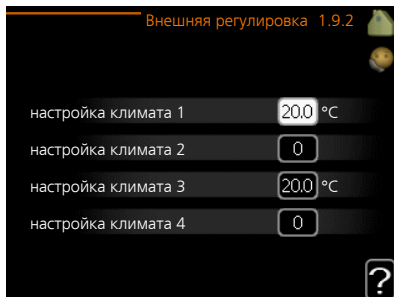 Внешняя регулировка 1.9.2
настройка климата 1 20.0 °C
настройка климата 2 0
настройка климата 3 20.0 °C
настройка климата 4 0
?